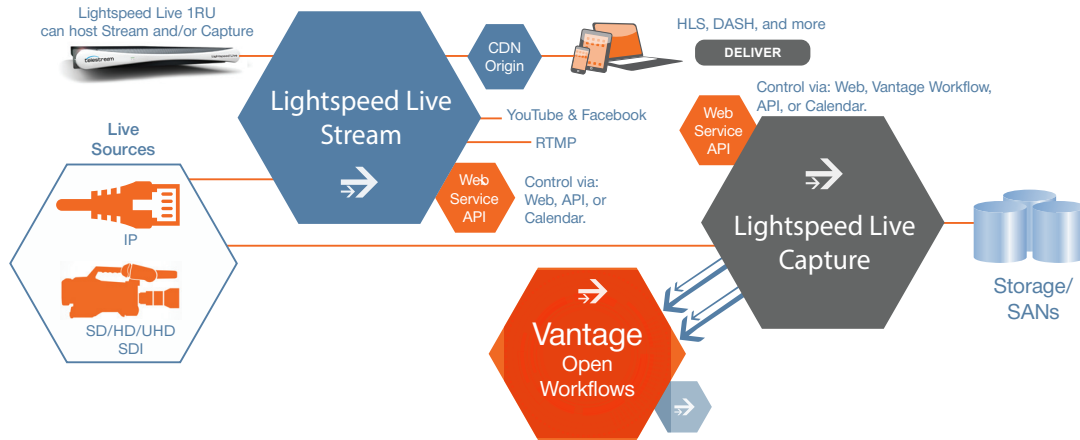 Lightspeed Live 1RU
can host Stream and/or Capture
telestream
LightspeedLive
Lightspeed Live
Stream
CDN
Origin
HLS, DASH, and more
DELIVER
YouTube & Facebook
RTMP
Web
Service
API
Control via:
Web, API, or
Calendar.
Live
Sources
IP
SD/HD/UHD
SDI
Control via: Web, Vantage Workflow,
API, or Calendar.
Web
Service
API
Lightspeed Live
Capture
Storage/
SANs
Vantage
Open
Workflows